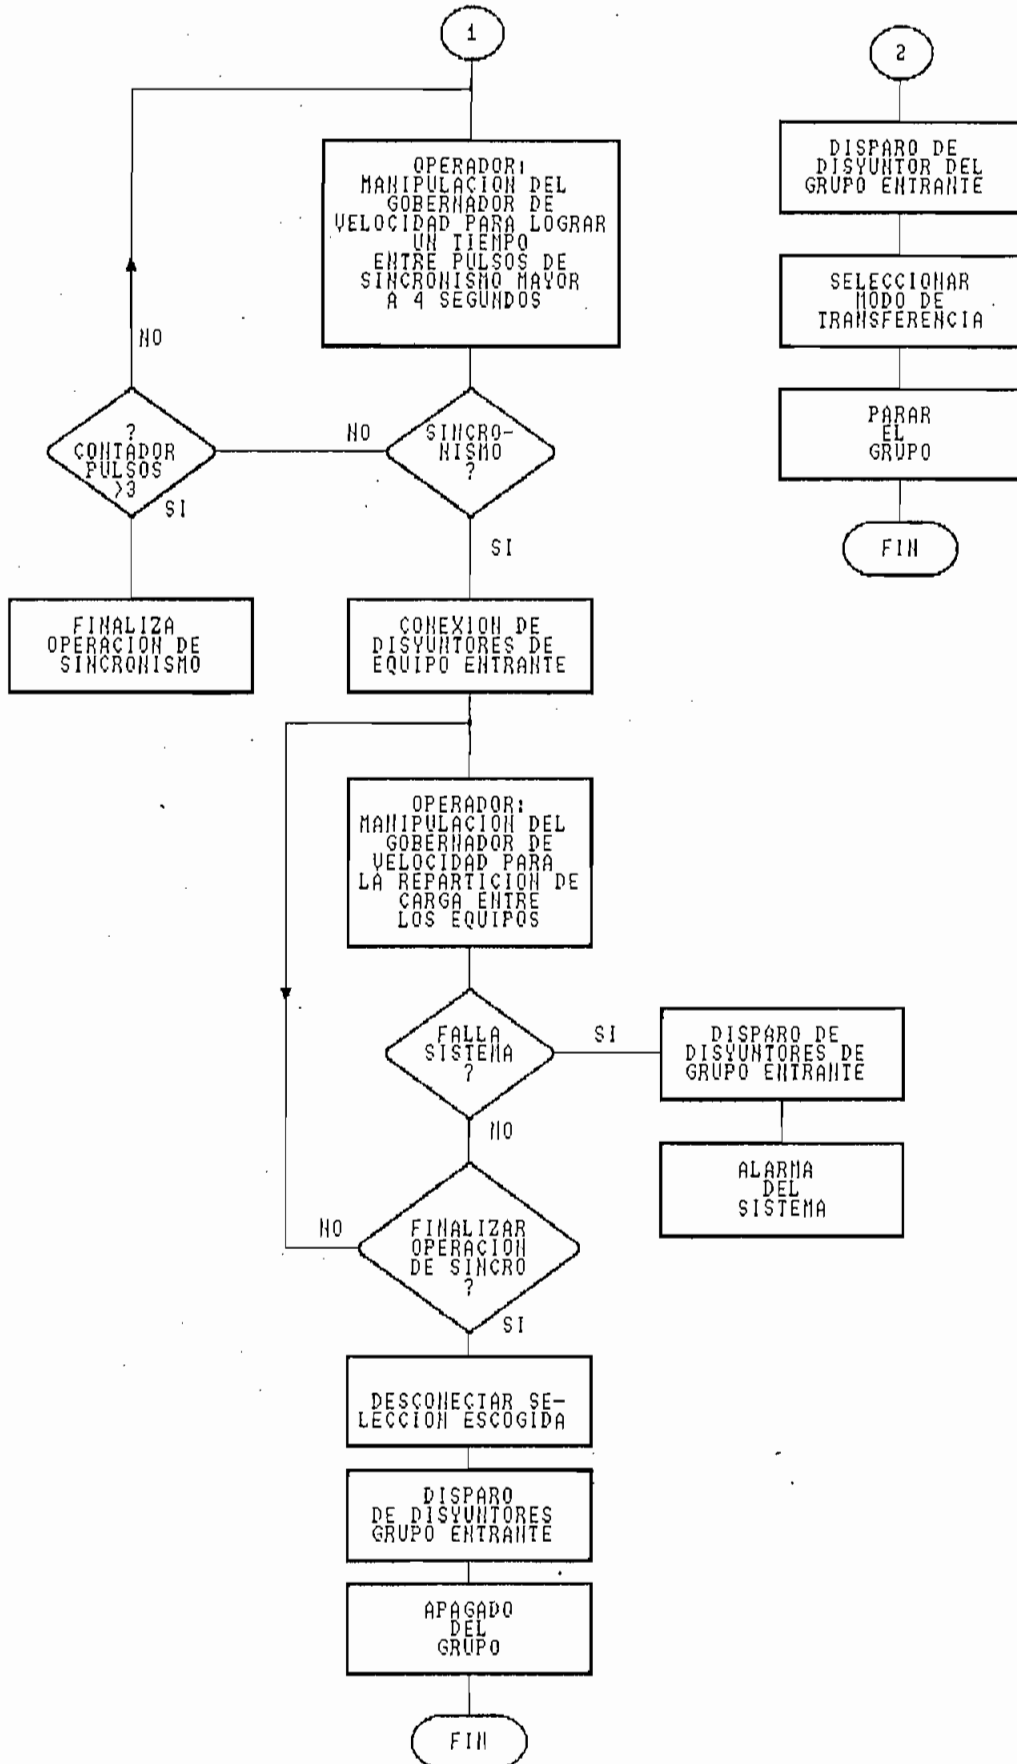 1
OPERADOR:
MANIPULACION DEL
GOBERNADOR DE
VELOCIDAD PARA LOGRAR
UN TIEMPO
ENTRE PULSOS DE
SINCRONISMO MAYOR
A 4 SEGUNDOS
NO
?
CONTADOR
PULSOS
>3
SI
NO
SINCRO-
NISMO
?
SI
FINALIZA
OPERACION DE
SINCRONISMO
CONEXION DE
DISYUNTORES DE
EQUIPO ENTRANTE
OPERADOR:
MANIPULACION DEL
GOBERNADOR DE
VELOCIDAD PARA
LA REPARTICION DE
CARGA ENTRE
LOS EQUIPOS
FALLA
SISTEMA
?
SI
DISPARO DE
DISYUNTORES DE
GRUPO ENTRANTE
ALARMA
DEL
SISTEMA
NO
NO
FINALIZAR
OPERACION
DE SINCRO
?
SI
DESCONECTAR SE-
LECCION ESCOGIDA
DISPARO
DE DISYUNTORES
GRUPO ENTRANTE
APAGADO
DEL
GRUPO
FIN
2
DISPARO DE
DISYUNTOR DEL
GRUPO ENTRANTE
SELECCIONAR
MODO DE
TRANSFERENCIA
PARAR
EL
GRUPO
FIN